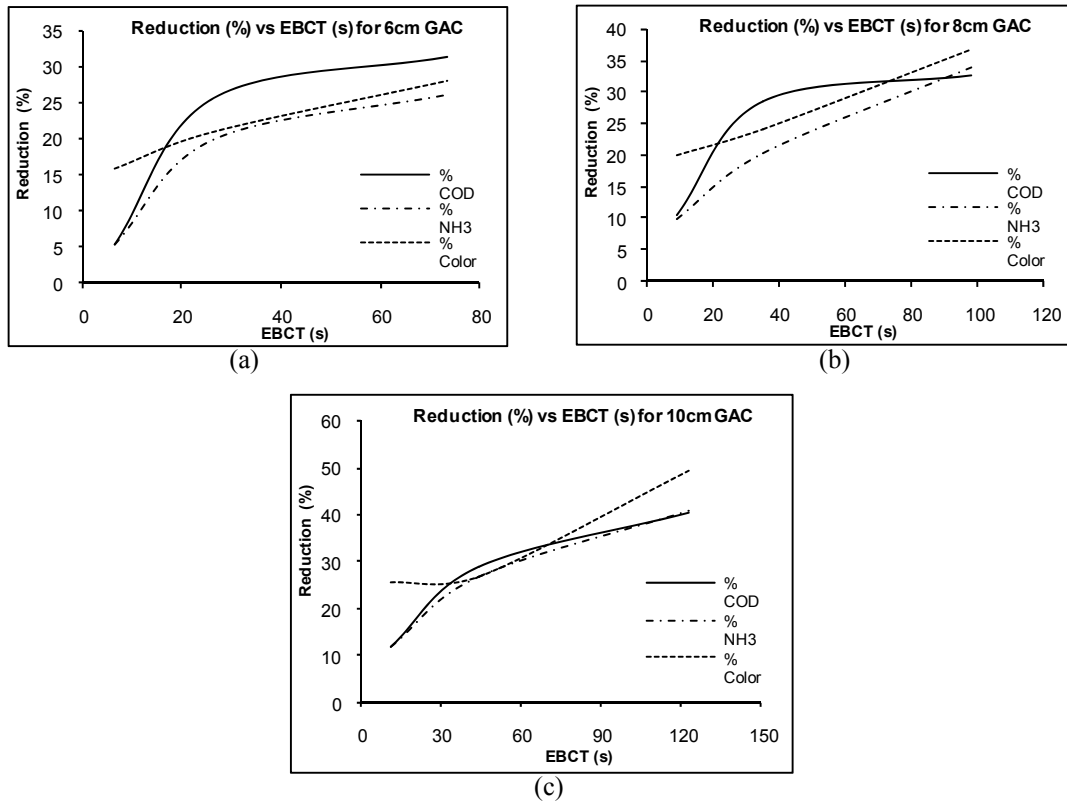 Reduction (%) vs EBCT (s) for 6cm GAC
35
30
25
20
15
10
5
0
Reduction (%)
%
COD
%
NH3
%
Color
0 20 40 60 80
EBCT (s)
(a)
Reduction (%) vs EBCT (s) for 8cm GAC
40
35
30
25
20
15
10
5
0
Reduction (%)
%
COD
%
NH3
%
Color
0 20 40 60 80 100 120
EBCT (s)
(b)
Reduction (%) vs EBCT (s) for 10cm GAC
60
50
40
30
20
10
0
Reduction (%)
%
COD
%
NH3
%
Color
0 30 60 90 120 150
EBCT (s)
(c)